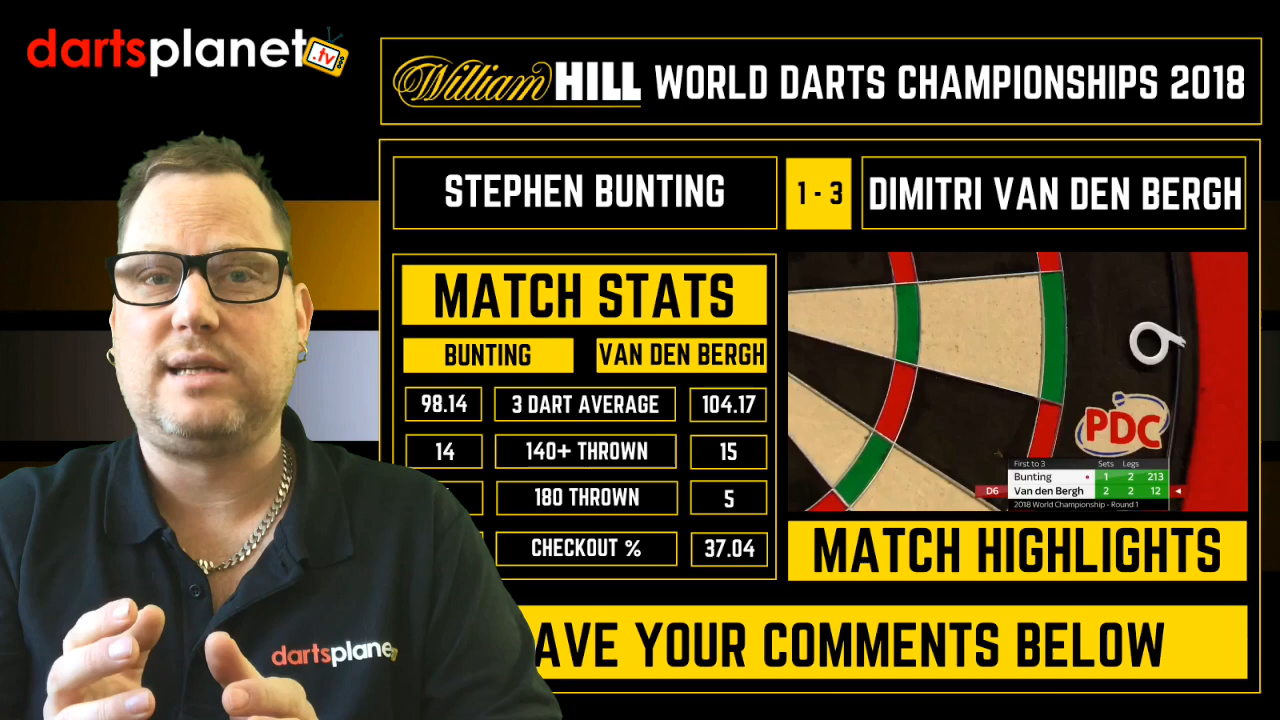 dartsplanet
.tv
William HILL WORLD DARTS CHAMPIONSHIPS 2018
STEPHEN BUNTING
1 - 3
DIMITRI VAN DEN BERGH
MATCH STATS
BUNTING
VAN DEN BERGH
98.14
3 DART AVERAGE
104.17
14
140+ THROWN
15
180 THROWN
5
CHECKOUT %
37.04
6
PDC
First to 3 Sets Legs
Bunting 1 2 213
D6 Van den Bergh 2 2 12
2018 World Championship - Round 1
MATCH HIGHLIGHTS
AVE YOUR COMMENTS BELOW
dartsplane